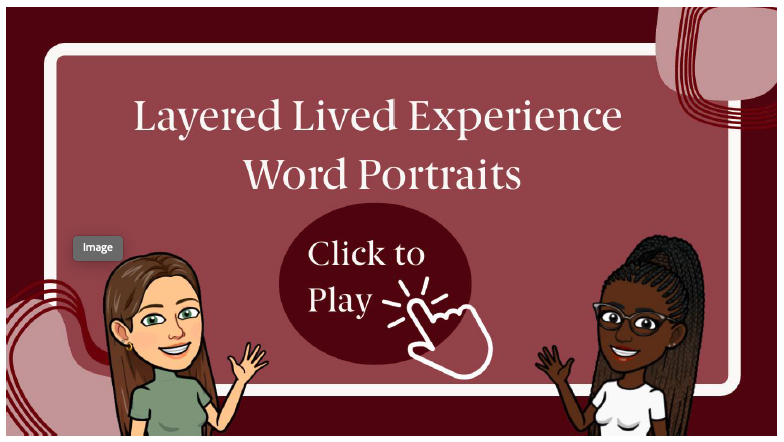 Layered Lived Experience
Word Portraits
Image
Click to
Play